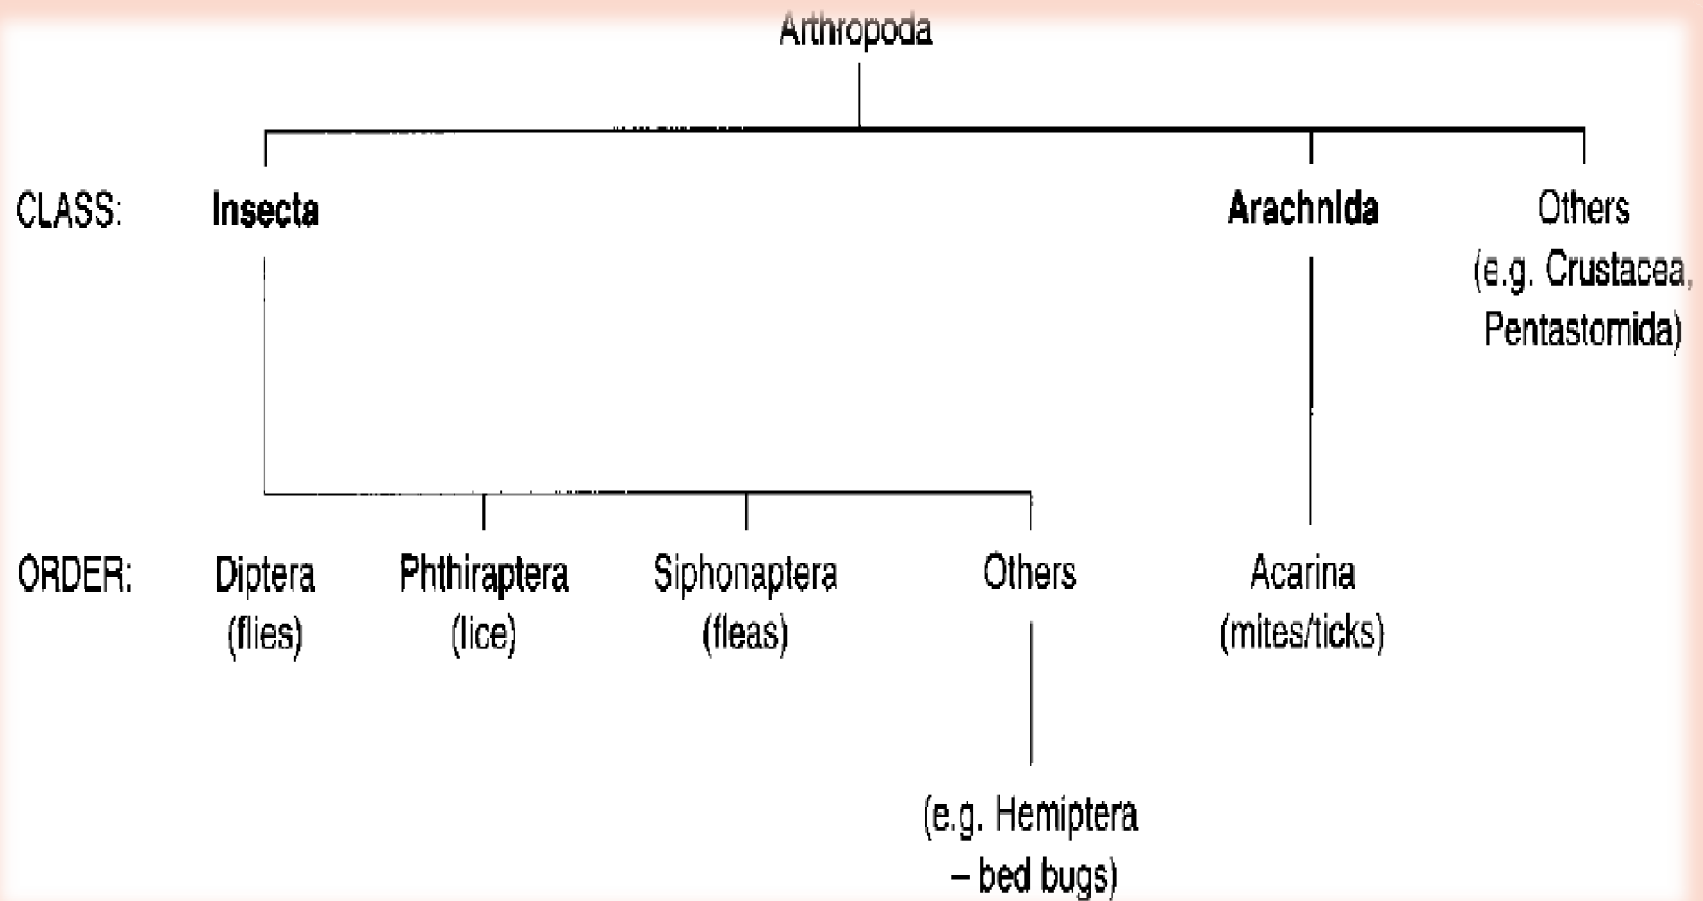 Arthropoda
CLASS: Insecta Arachnida Others
(e.g. Crustacea,
Pentastomida)
ORDER: Diptera Phthiraptera Siphonaptera Others Acarina
(flies) (lice) (fleas) (mites/ticks)
(e.g. Hemiptera
– bed bugs)